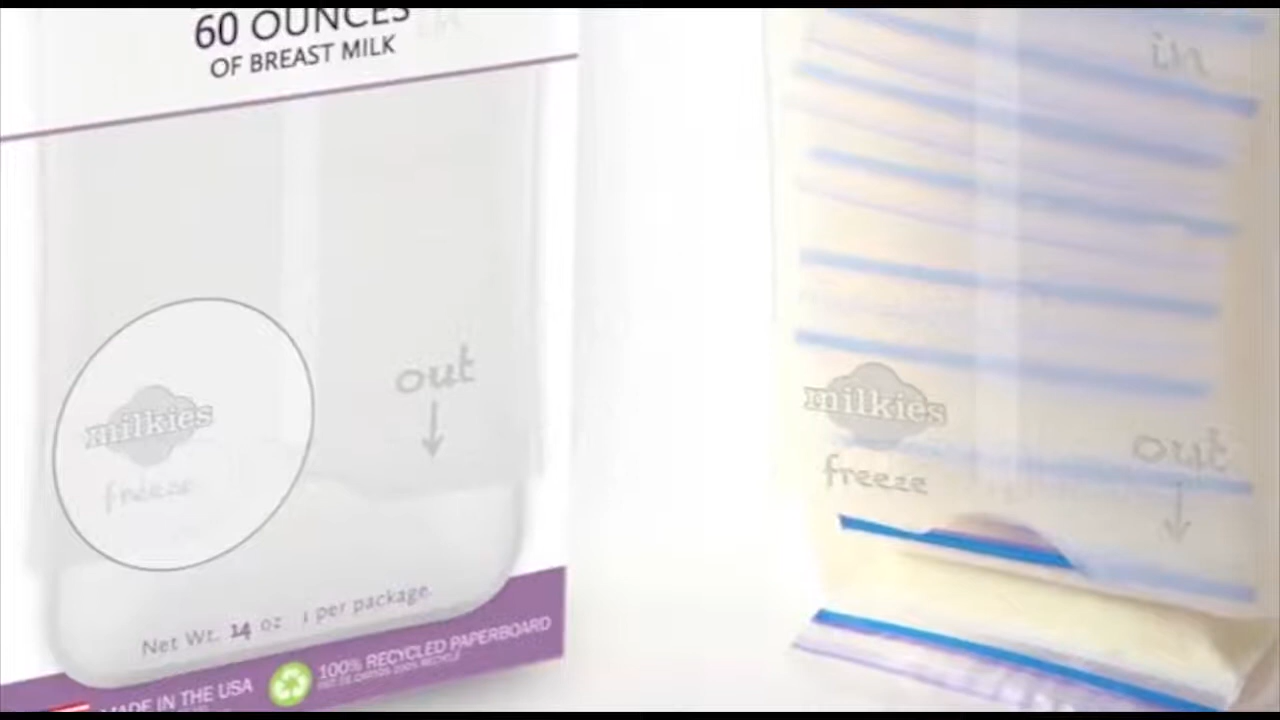 60 OUNCES
OF BREAST MILK
milkies
freeze
out
Net Wt. 14 oz 1 per package.
100% RECYCLED PAPERBOARD
MADE IN THE USA
in
milkies
freeze
out